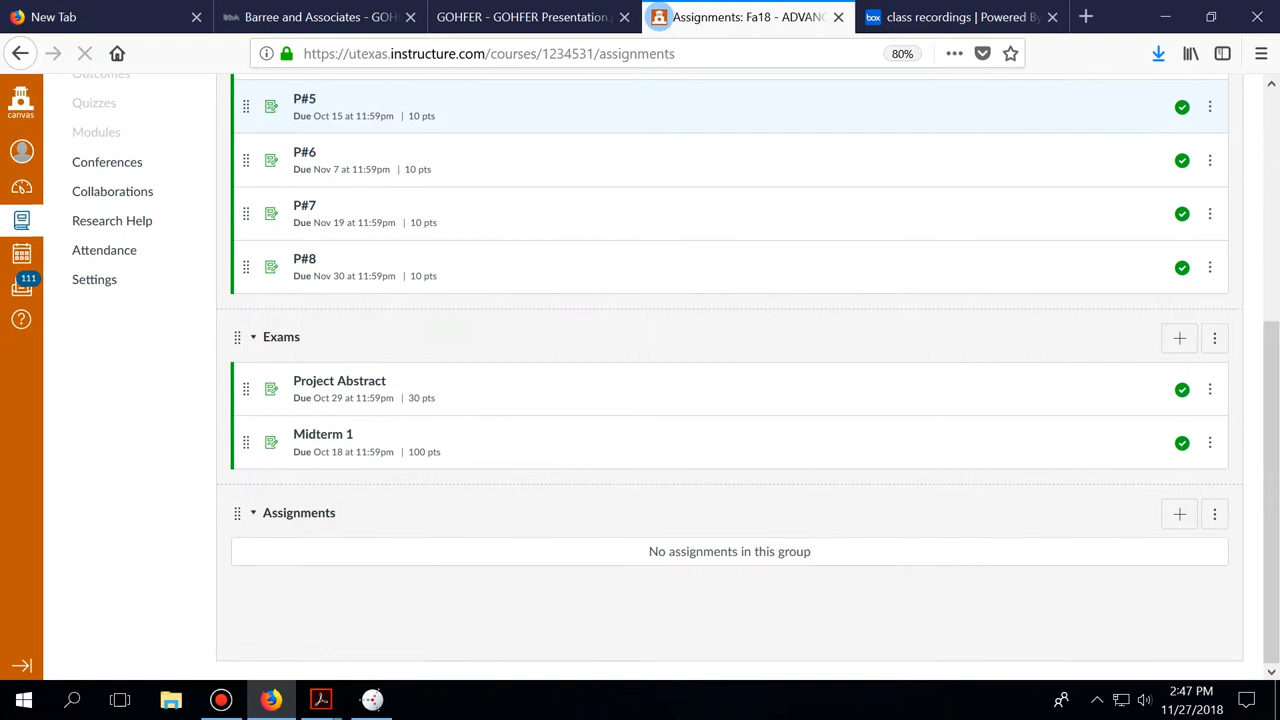 New Tab
Barree and Associates - GOHF
GOHFER - GOHFER Presentation.p
Assignments: Fa18 - ADVANC
box class recordings | Powered By
https://utexas.instructure.com/courses/1234531/assignments
80%
canvas
111
Outcomes
Quizzes
Modules
Conferences
Collaborations
Research Help
Attendance
Settings
P#5
Due Oct 15 at 11:59pm | 10 pts
P#6
Due Nov 7 at 11:59pm | 10 pts
P#7
Due Nov 19 at 11:59pm | 10 pts
P#8
Due Nov 30 at 11:59pm | 10 pts
Exams
Project Abstract
Due Oct 29 at 11:59pm | 30 pts
Midterm 1
Due Oct 18 at 11:59pm | 100 pts
Assignments
No assignments in this group
2:47 PM
11/27/2018